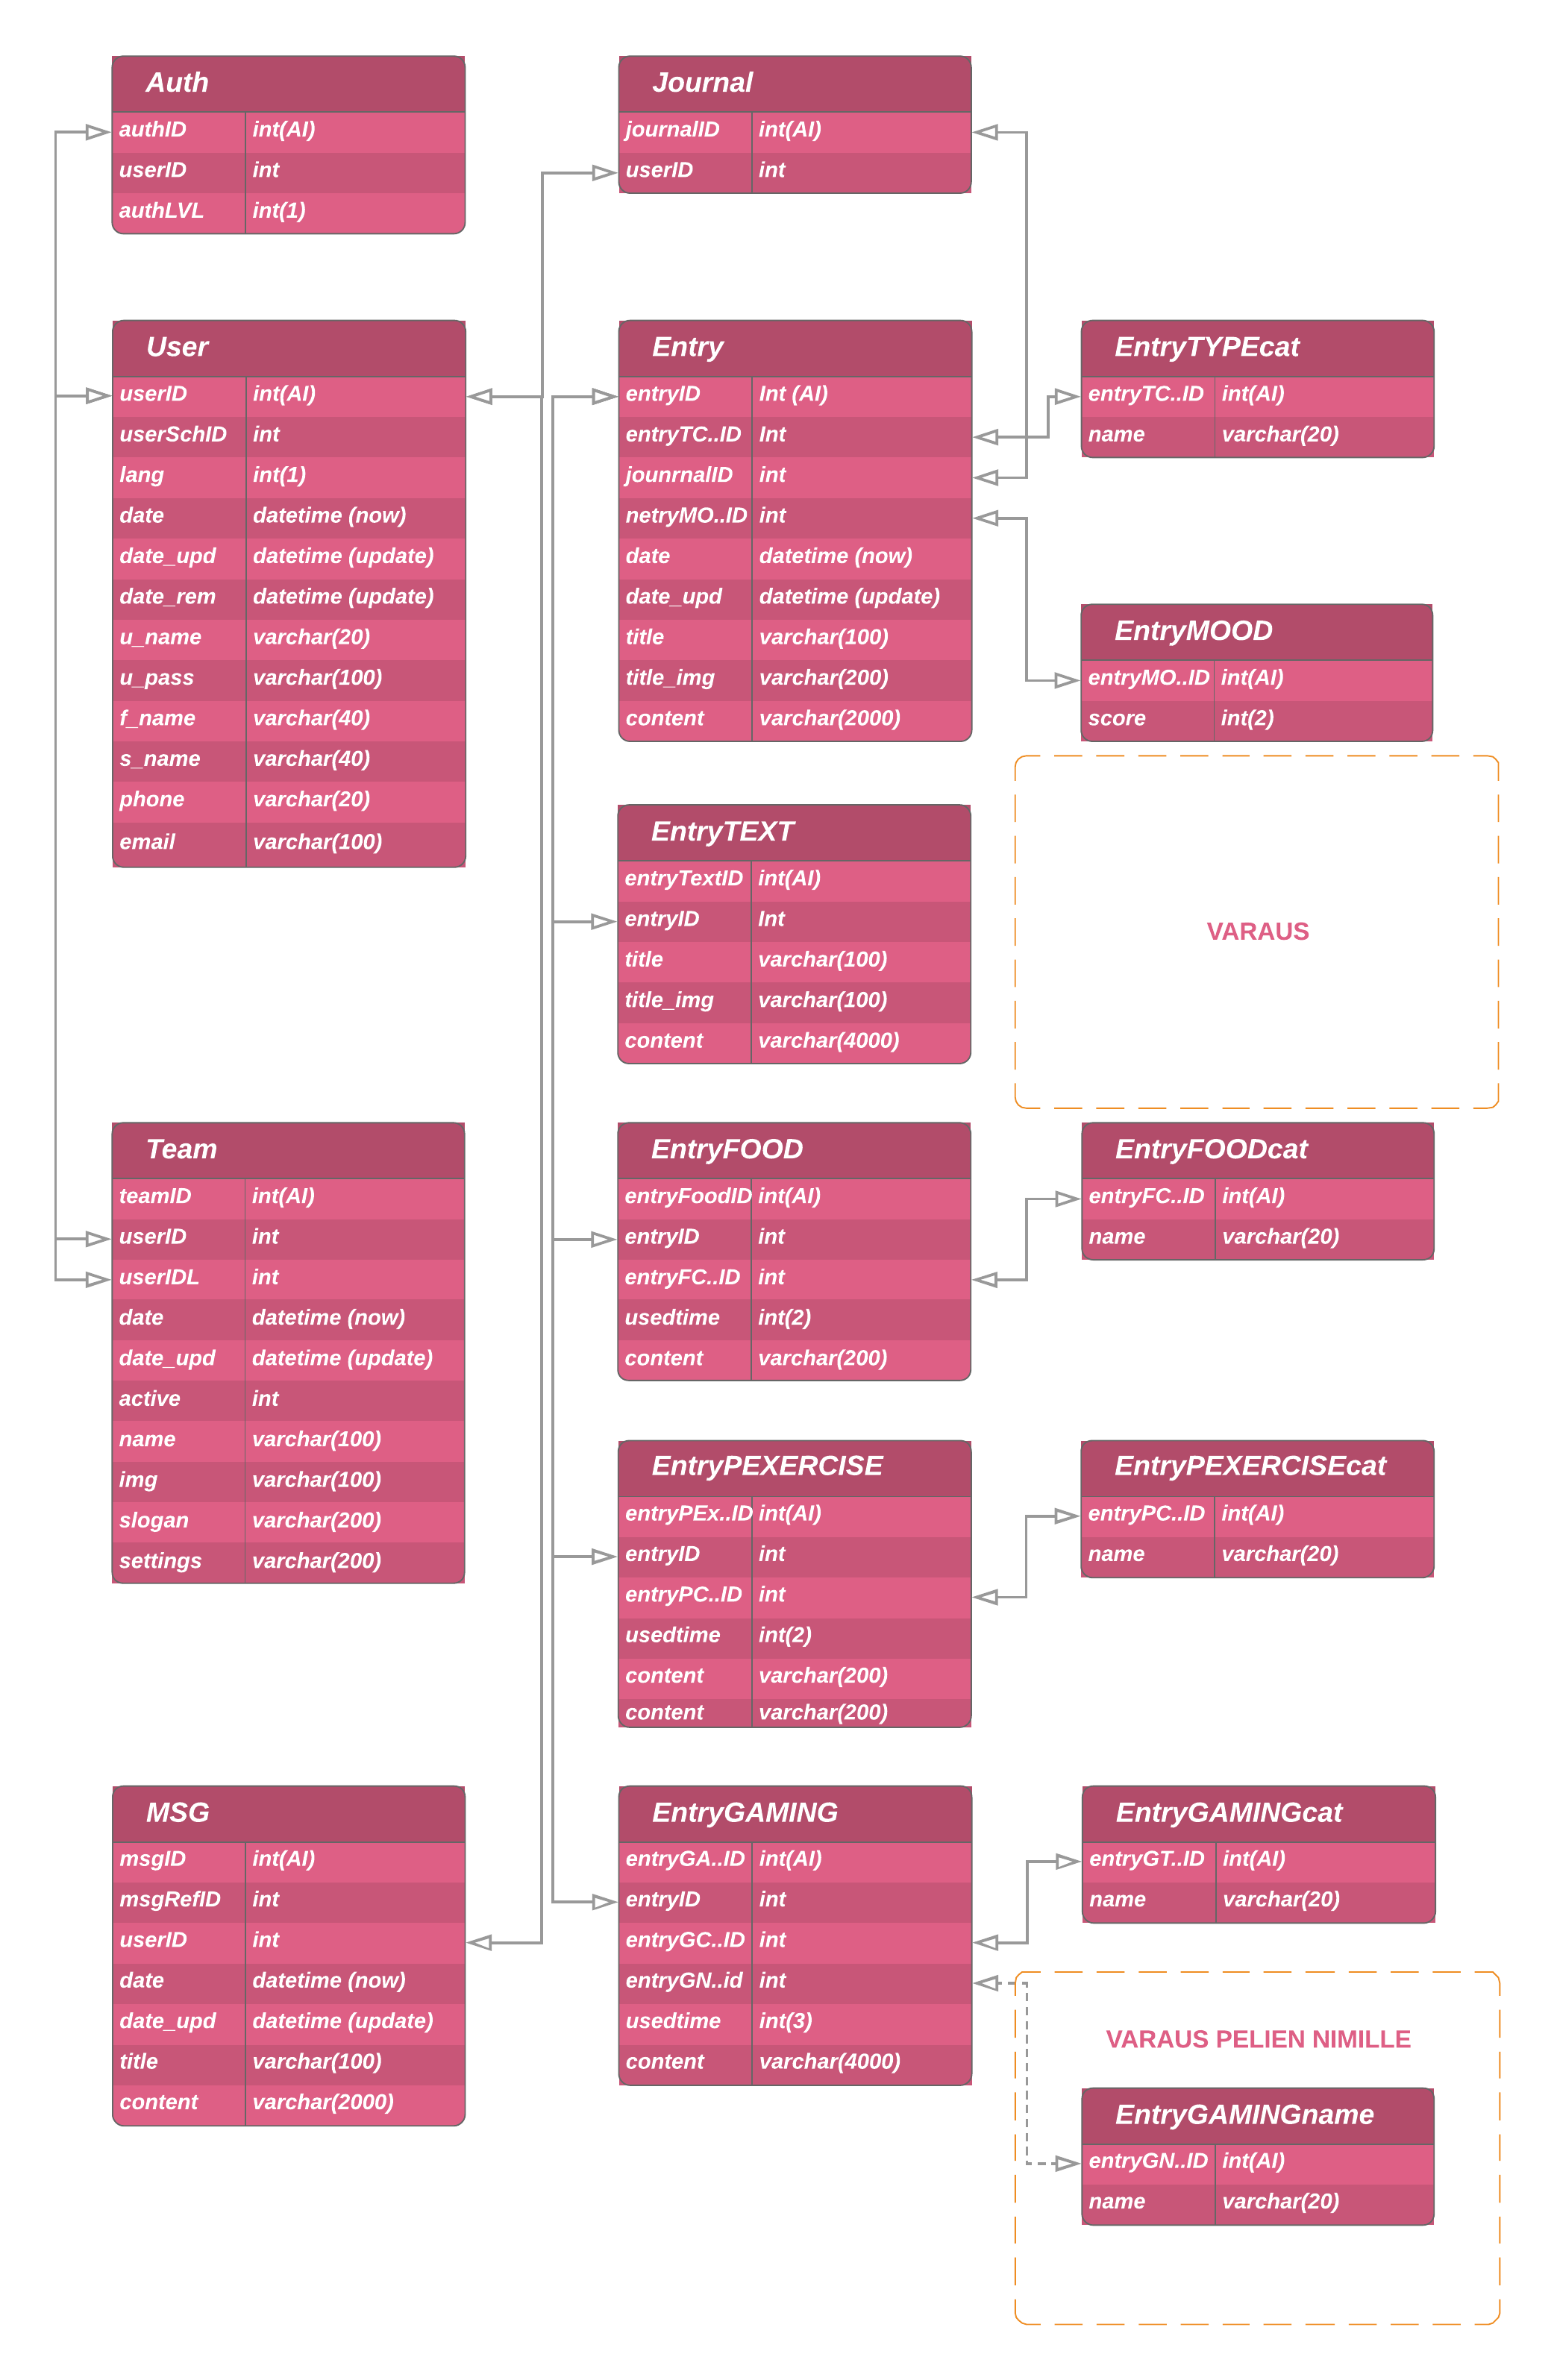 Auth
authID int(AI)
userID int
authLVL int(1)
Journal
journalID int(AI)
userID int
User
userID int(AI)
userSchID int
lang int(1)
date datetime (now)
date_upd datetime (update)
date_rem datetime (update)
u_name varchar(20)
u_pass varchar(100)
f_name varchar(40)
s_name varchar(40)
phone varchar(20)
email varchar(100)
Entry
entryID Int (AI)
entryTC..ID Int
jounrnalID int
netryMO..ID int
date datetime (now)
date_upd datetime (update)
title varchar(100)
title_img varchar(200)
content varchar(2000)
EntryTYPEcat
entryTC..ID int(AI)
name varchar(20)
EntryMOOD
entryMO..ID int(AI)
score int(2)
EntryTEXT
entryTextID int(AI)
entryID Int
title varchar(100)
title_img varchar(100)
content varchar(4000)
VARAUS
Team
teamID int(AI)
userID int
userIDL int
date datetime (now)
date_upd datetime (update)
active int
name varchar(100)
img varchar(100)
slogan varchar(200)
settings varchar(200)
EntryFOOD
entryFoodID int(AI)
entryID int
entryFC..ID int
usedtime int(2)
content varchar(200)
EntryFOODcat
entryFC..ID int(AI)
name varchar(20)
EntryPEXERCISE
entryPEx..ID int(AI)
entryID int
entryPC..ID int
usedtime int(2)
content varchar(200)
content varchar(200)
EntryPEXERCISEcat
entryPC..ID int(AI)
name varchar(20)
MSG
msgID int(AI)
msgRefID int
userID int
date datetime (now)
date_upd datetime (update)
title varchar(100)
content varchar(2000)
EntryGAMING
entryGA..ID int(AI)
entryID int
entryGC..ID int
entryGN..id int
usedtime int(3)
content varchar(4000)
EntryGAMINGcat
entryGT..ID int(AI)
name varchar(20)
VARAUS PELIEN NIMILLE
EntryGAMINGname
entryGN..ID int(AI)
name varchar(20)